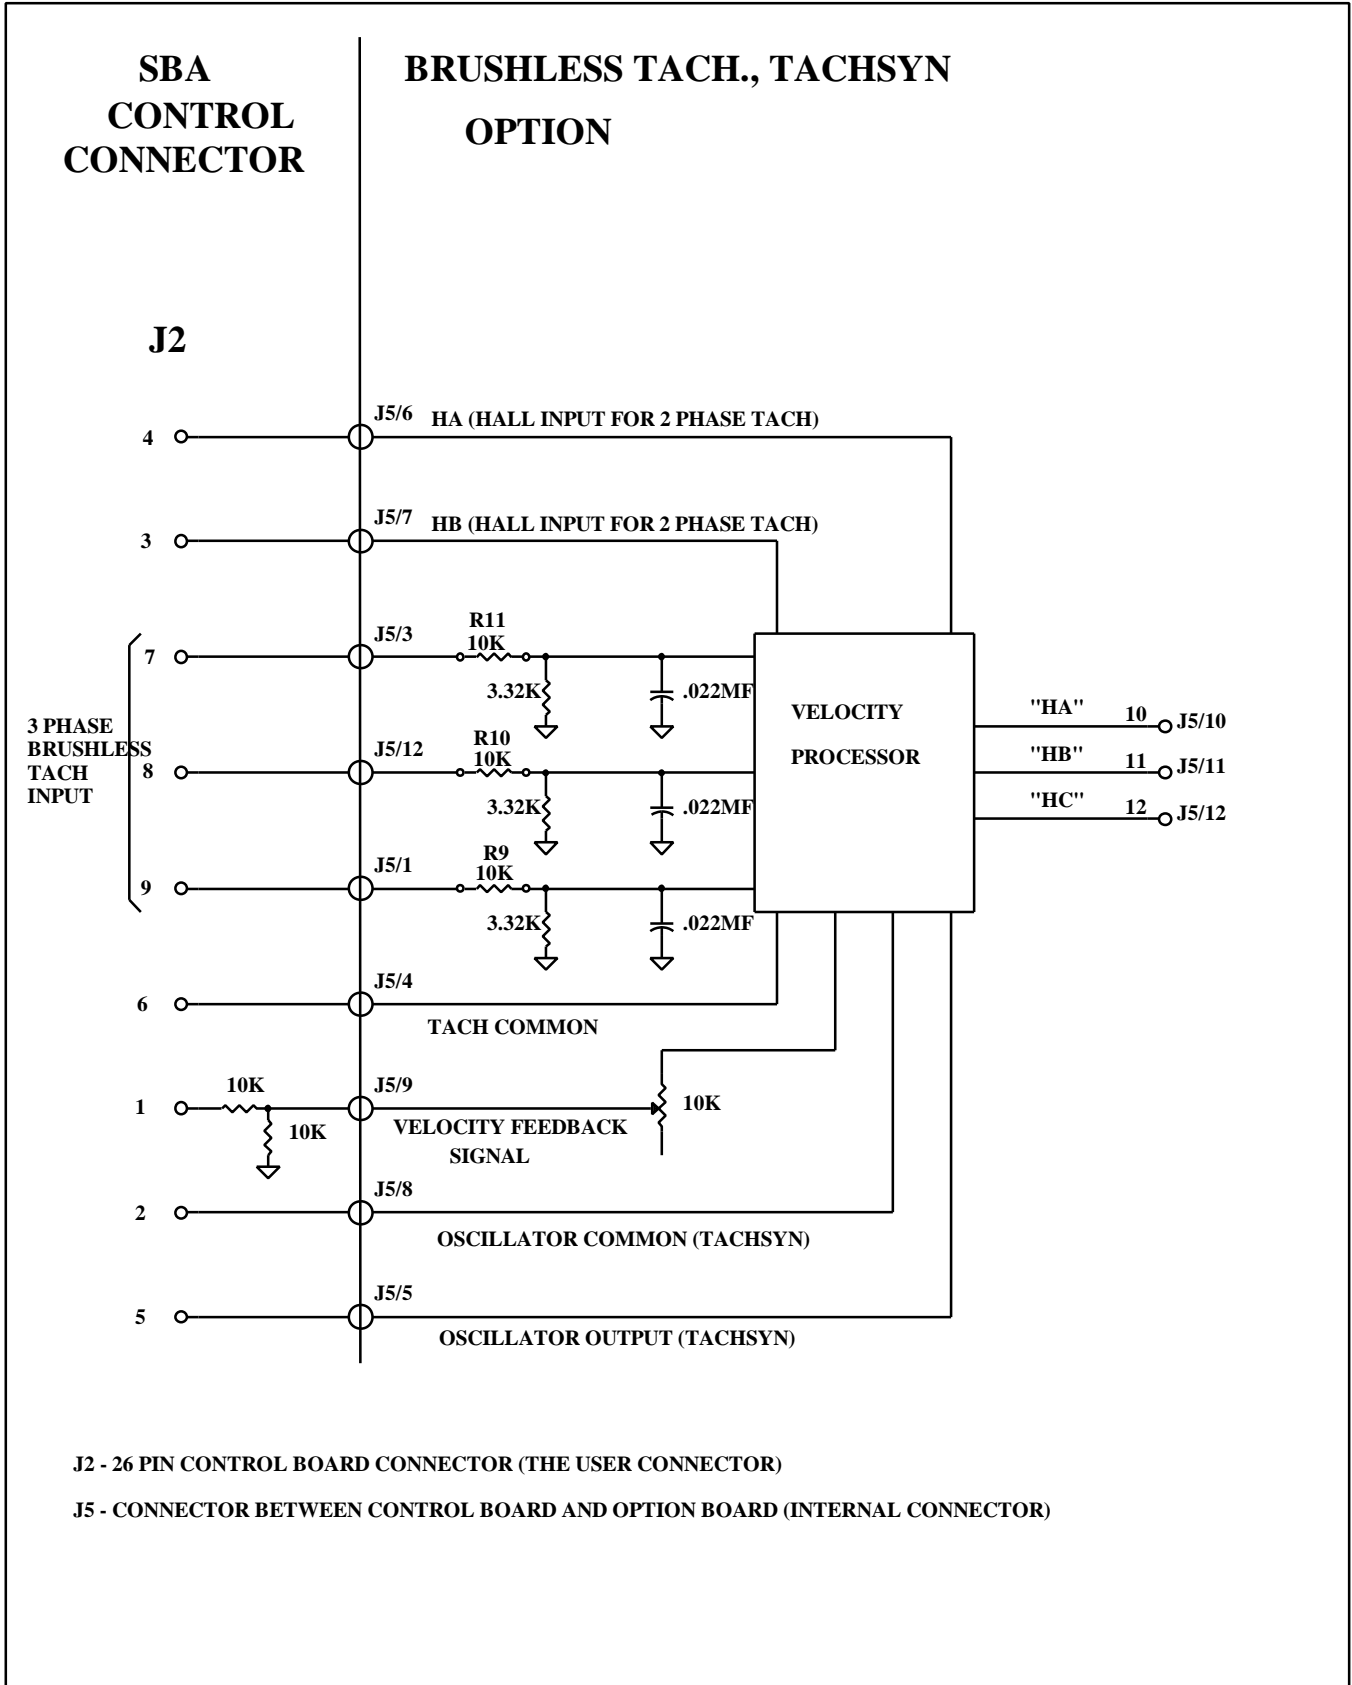 SBA
CONTROL
CONNECTOR
BRUSHLESS TACH., TACHSYN
OPTION
J2
4
J5/6
HA (HALL INPUT FOR 2 PHASE TACH)
3
J5/7
HB (HALL INPUT FOR 2 PHASE TACH)
3 PHASE
BRUSHLESS
TACH
INPUT
7
J5/3
R11
10K
3.32K
.022MF
8
J5/12
R10
10K
3.32K
.022MF
9
J5/1
R9
10K
3.32K
.022MF
VELOCITY
PROCESSOR
"HA"
10
J5/10
"HB"
11
J5/11
"HC"
12
J5/12
6
J5/4
TACH COMMON
1
10K
10K
J5/9
VELOCITY FEEDBACK
SIGNAL
10K
2
J5/8
OSCILLATOR COMMON (TACHSYN)
5
J5/5
OSCILLATOR OUTPUT (TACHSYN)
J2 - 26 PIN CONTROL BOARD CONNECTOR (THE USER CONNECTOR)
J5 - CONNECTOR BETWEEN CONTROL BOARD AND OPTION BOARD (INTERNAL CONNECTOR)